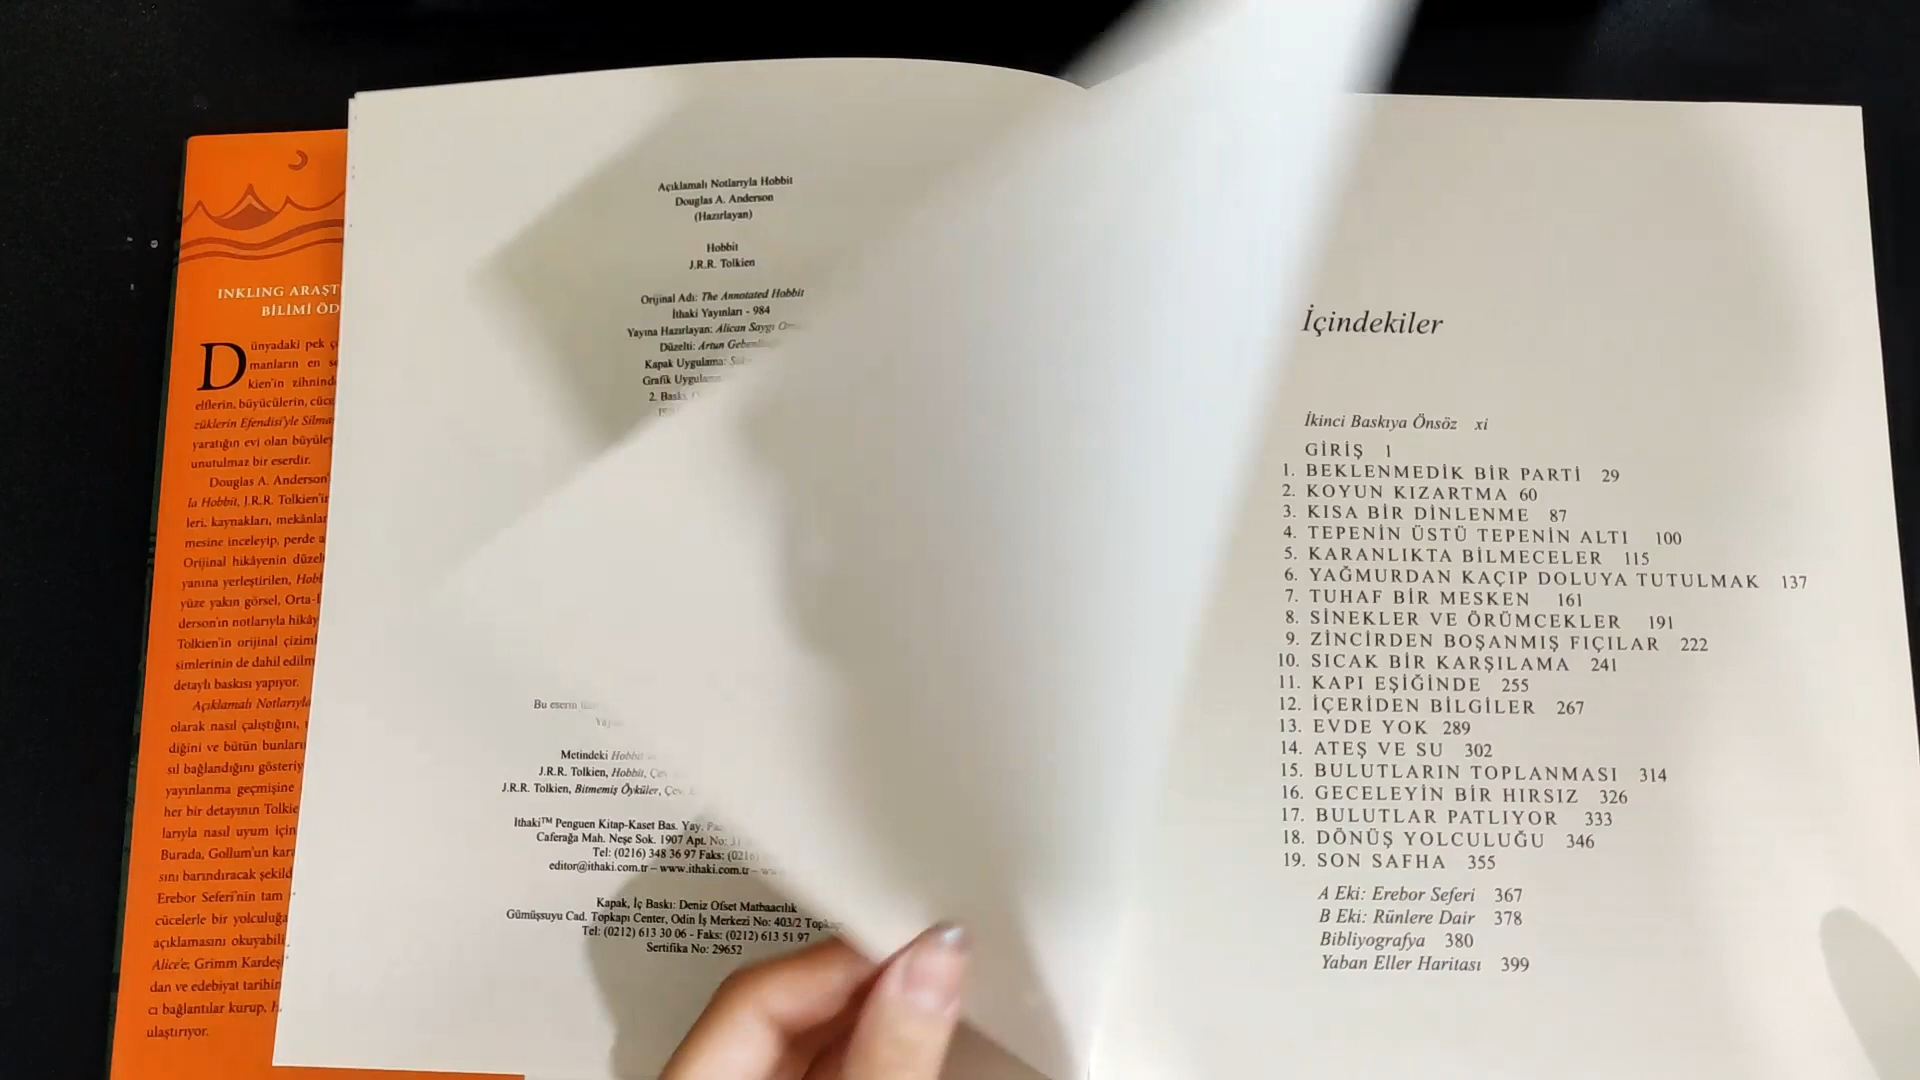 INKLING ARAŞT
BİLİMİ ÖD
Dünyadaki pek ç
manların en
kien'in zihnind
elflerin, büyücülerin, cüc
züklerin Efendisi'yle Silma
yaratığın evi olan büyüle
unutulmaz bir eserdir.
Douglas A. Anderson'
la Hobbit, J.R.R. Tolkien'in
leri, kaynakları, mekânlar
mesine inceleyip, perde a
Orijinal hikâyenin düzel
yanına yerleştirilen, Hobb
yüze yakın görsel, Orta-
derson'ın notlarıyla hikây
Tolkien'in orijinal çiziml
simlerinin de dahil edilm
detaylı baskısı yapıyor.
Açıklamalı Notlarıyla
olarak nasıl çalıştığını,
diğini ve bütün bunları
sıl bağlandığını gösteriy
yayınlanma geçmişine
her bir detayının Tolkie
larıyla nasıl uyum için
Burada, Gollum'un kara
sını barındıracak şekild
Erebor Seferi'nin tam
cücelerle bir yolculuğa
açıklamasını okuyabili
Alice'e; Grimm Kardeş
dan ve edebiyat tarihin
cı bağlantılar kurup,
ulaştırıyor.
Açıklamalı Notlarıyla Hobbit
Douglas A. Anderson
(Hazırlayan)
Hobbit
J.R.R. Tolkien
Orijinal Adı: The Annotated Hobbit
İthaki Yayınları - 984
Yayına Hazırlayan: Alican Saygı
Düzelti: Artun
Kapak Uygulama:
Grafik Uygulama
2. Baskı,
Bu eserin
Metindeki Hobbit
J.R.R. Tolkien, Hobbit, Çev.
J.R.R. Tolkien, Bitmemiş Öyküler, Çev.
İthaki™ Penguen Kitap-Kaset Bas. Yay.
Caferağa Mah. Neşe Sok. 1907 Apt. No:
Tel: (0216) 348 36 97 Faks: (0216)
editor@ithaki.com.tr – www.ithaki.com.tr –
Kapak, İç Baskı: Deniz Ofset Matbaacılık
Gümüşsuyu Cad. Topkapı Center, Odin İş Merkezi No: 403/2
Tel: (0212) 613 30 06 - Faks: (0212) 613 51 97
Sertifika No: 29652
İçindekiler
İkinci Baskıya Önsöz xi
GİRİŞ 1
1. BEKLENMEDİK BİR PARTİ 29
2. KOYUN KIZARTMA 60
3. KISA BİR DİNLENME 87
4. TEPENİN ÜSTÜ TEPENİN ALTI 100
5. KARANLIKTA BİLMECELER 115
6. YAĞMURDAN KAÇIP DOLUYA TUTULMAK 137
7. TUHAF BİR MESKEN 161
8. SİNEKLER VE ÖRÜMCEKLER 191
9. ZİNCİRDEN BOŞANMIŞ FIÇILAR 222
10. SICAK BİR KARŞILAMA 241
11. KAPI EŞİĞİNDE 255
12. İÇERİDEN BİLGİLER 267
13. EVDE YOK 289
14. ATEŞ VE SU 302
15. BULUTLARIN TOPLANMASI 314
16. GECELEYİN BİR HIRSIZ 326
17. BULUTLAR PATLIYOR 333
18. DÖNÜŞ YOLCULUĞU 346
19. SON SAFHA 355
A Eki: Erebor Seferi 367
B Eki: Rünlere Dair 378
Bibliyografya 380
Yaban Eller Haritası 399